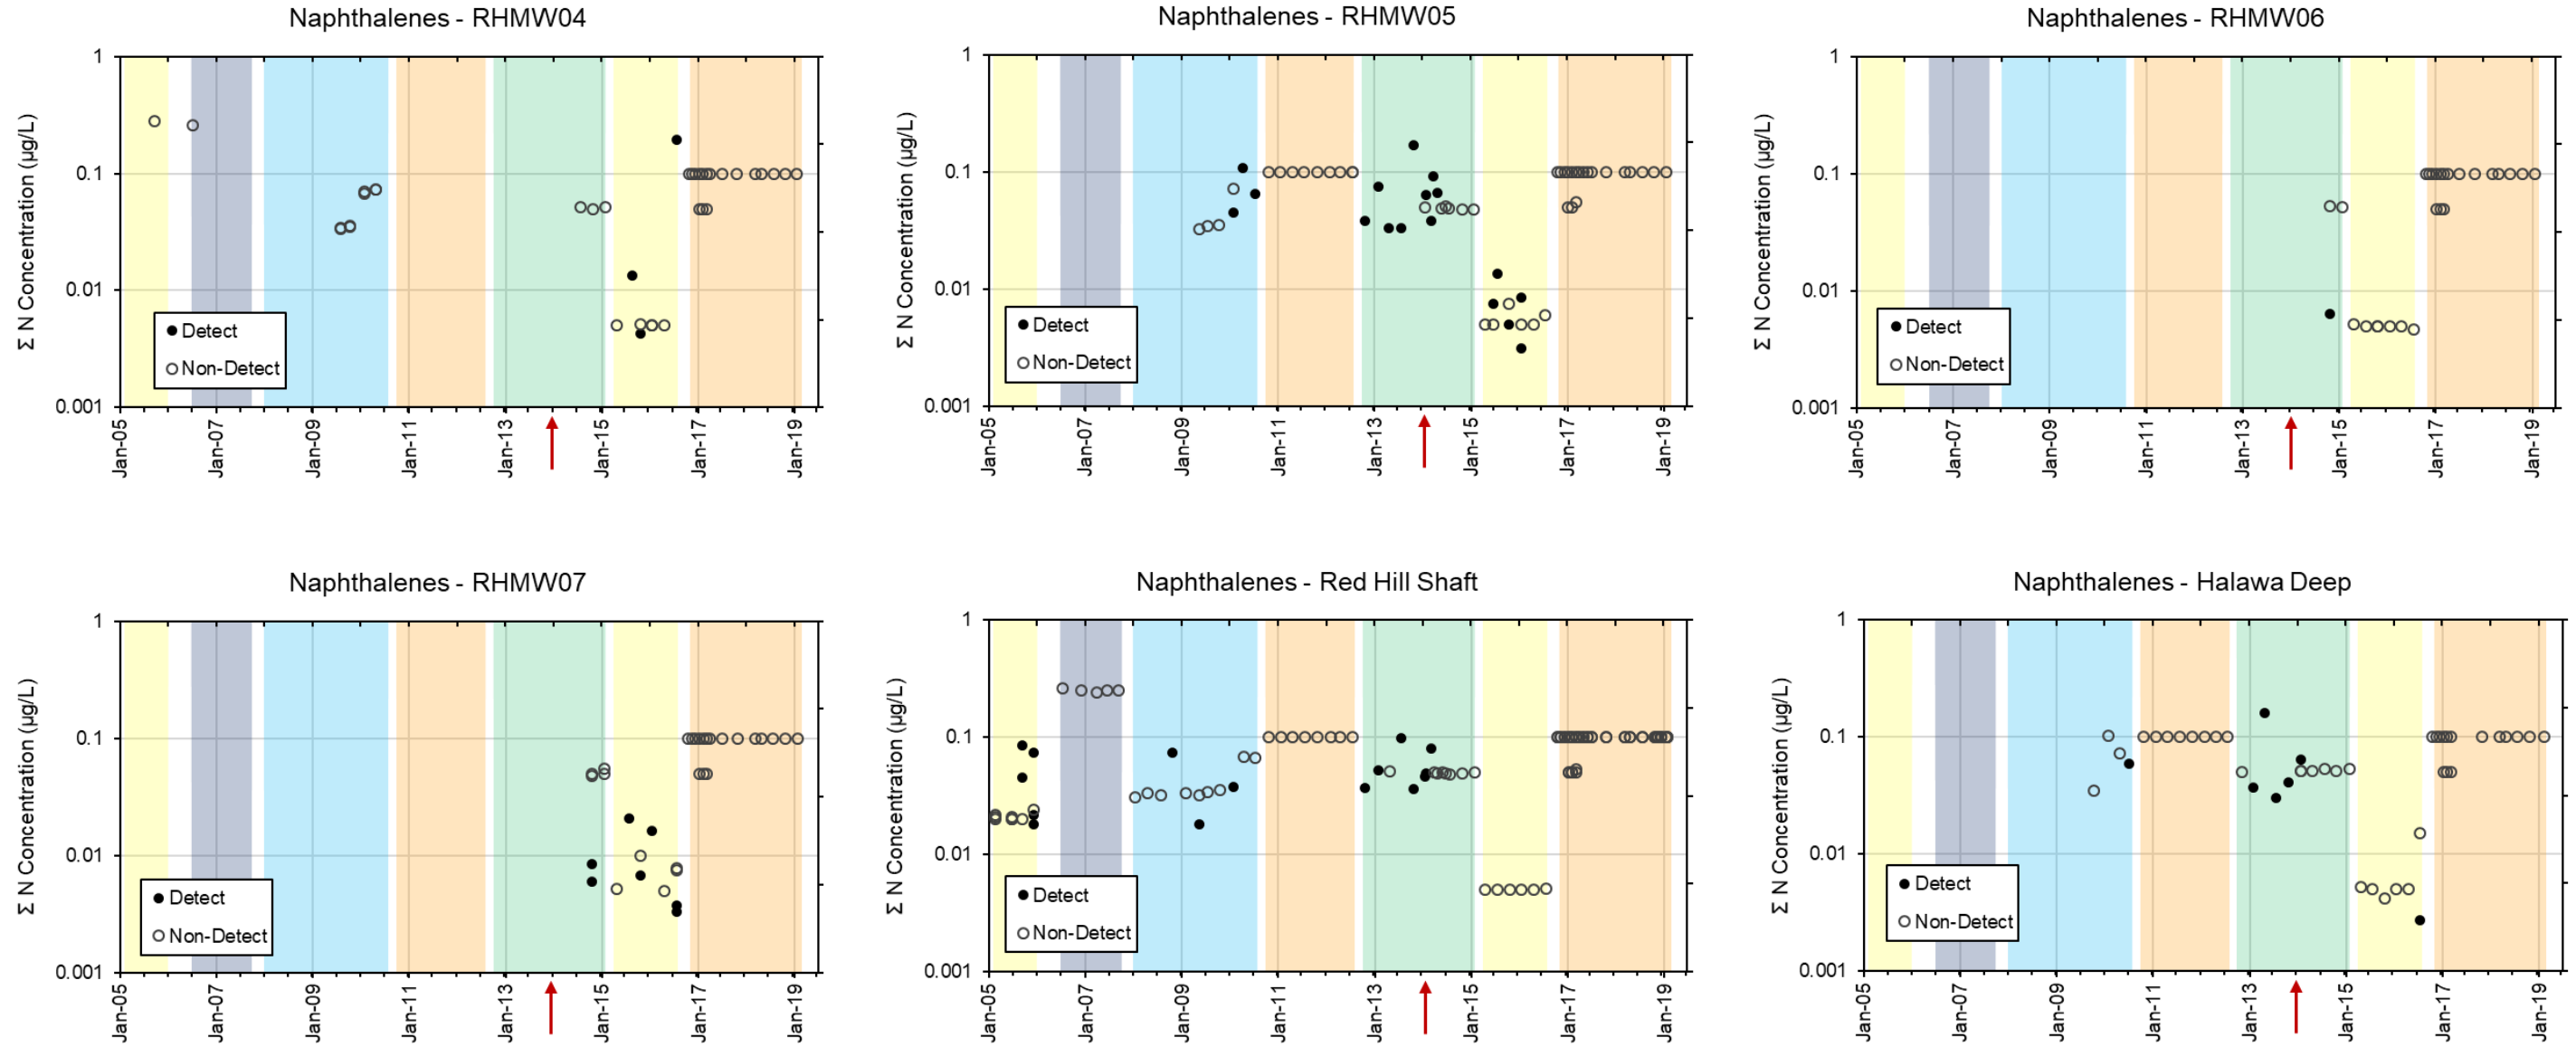 Naphthalenes - RHMW04
1
0.1
0.01
0.001
Σ N Concentration (µg/L)
Detect
Non-Detect
Jan-05
Jan-07
Jan-09
Jan-11
Jan-13
Jan-15
Jan-17
Jan-19
Naphthalenes - RHMW05
1
0.1
0.01
0.001
Σ N Concentration (µg/L)
Detect
Non-Detect
Jan-05
Jan-07
Jan-09
Jan-11
Jan-13
Jan-15
Jan-17
Jan-19
Naphthalenes - RHMW06
1
0.1
0.01
0.001
Σ N Concentration (µg/L)
Detect
Non-Detect
Jan-05
Jan-07
Jan-09
Jan-11
Jan-13
Jan-15
Jan-17
Jan-19
Naphthalenes - RHMW07
1
0.1
0.01
0.001
Σ N Concentration (µg/L)
Detect
Non-Detect
Jan-05
Jan-07
Jan-09
Jan-11
Jan-13
Jan-15
Jan-17
Jan-19
Naphthalenes - Red Hill Shaft
1
0.1
0.01
0.001
Σ N Concentration (µg/L)
Detect
Non-Detect
Jan-05
Jan-07
Jan-09
Jan-11
Jan-13
Jan-15
Jan-17
Jan-19
Naphthalenes - Halawa Deep
1
0.1
0.01
0.001
Σ N Concentration (µg/L)
Detect
Non-Detect
Jan-05
Jan-07
Jan-09
Jan-11
Jan-13
Jan-15
Jan-17
Jan-19